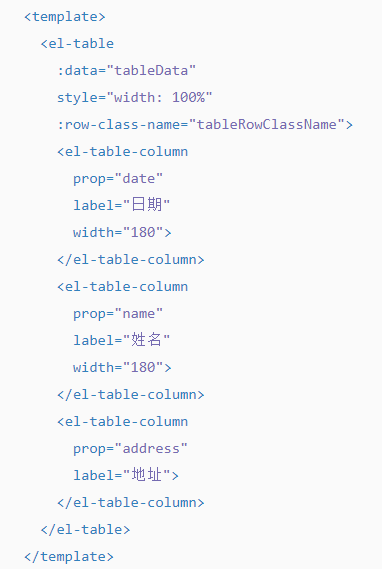 <template>
  <el-table
    :data="tableData"
    style="width: 100%"
    :row-class-name="tableRowClassName">
    <el-table-column
      prop="date"
      label="日期"
      width="180">
    </el-table-column>
    <el-table-column
      prop="name"
      label="姓名"
      width="180">
    </el-table-column>
    <el-table-column
      prop="address"
      label="地址">
    </el-table-column>
  </el-table>
</template>